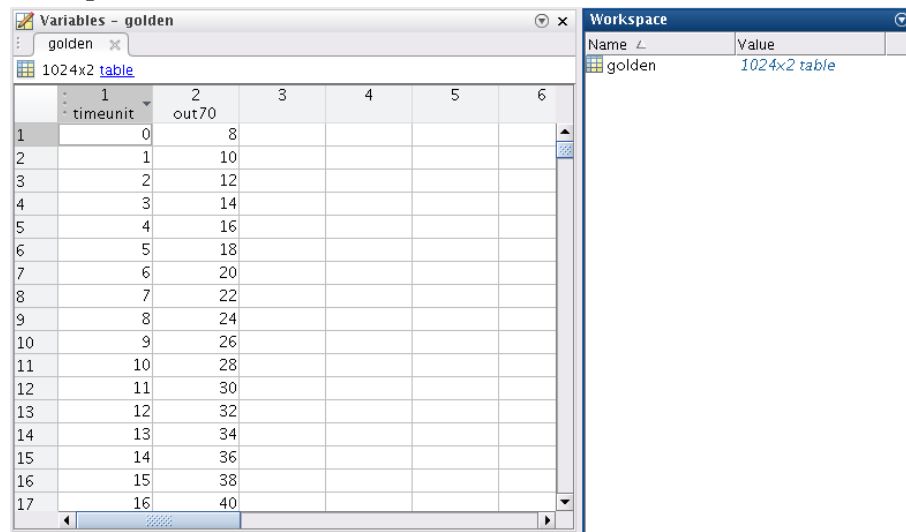 Variables - golden
golden
1024x2 table
1 2 3 4 5 6
timeunit out70
1 0 8
2 1 10
3 2 12
4 3 14
5 4 16
6 5 18
7 6 20
8 7 22
9 8 24
10 9 26
11 10 28
12 11 30
13 12 32
14 13 34
15 14 36
16 15 38
17 16 40
Workspace
Name Value
golden 1024x2 table